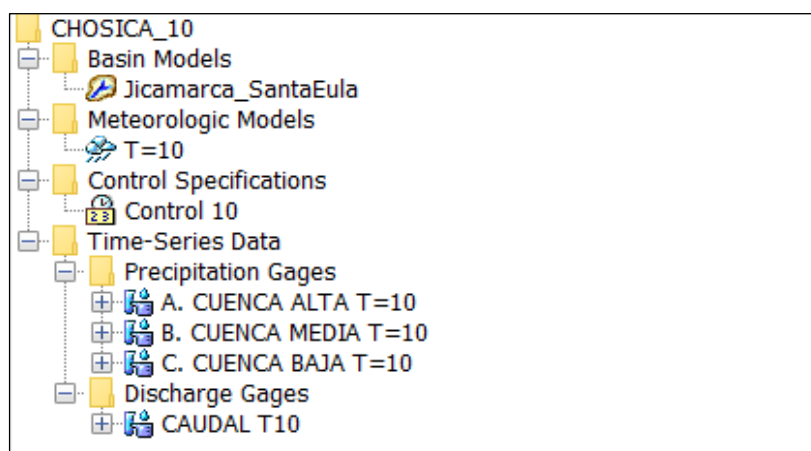 CHOSICA_10
Basin Models
Jicamarca_SantaEula
Meteorologic Models
T=10
Control Specifications
Control 10
Time-Series Data
Precipitation Gages
A. CUENCA ALTA T=10
B. CUENCA MEDIA T=10
C. CUENCA BAJA T=10
Discharge Gages
CAUDAL T10